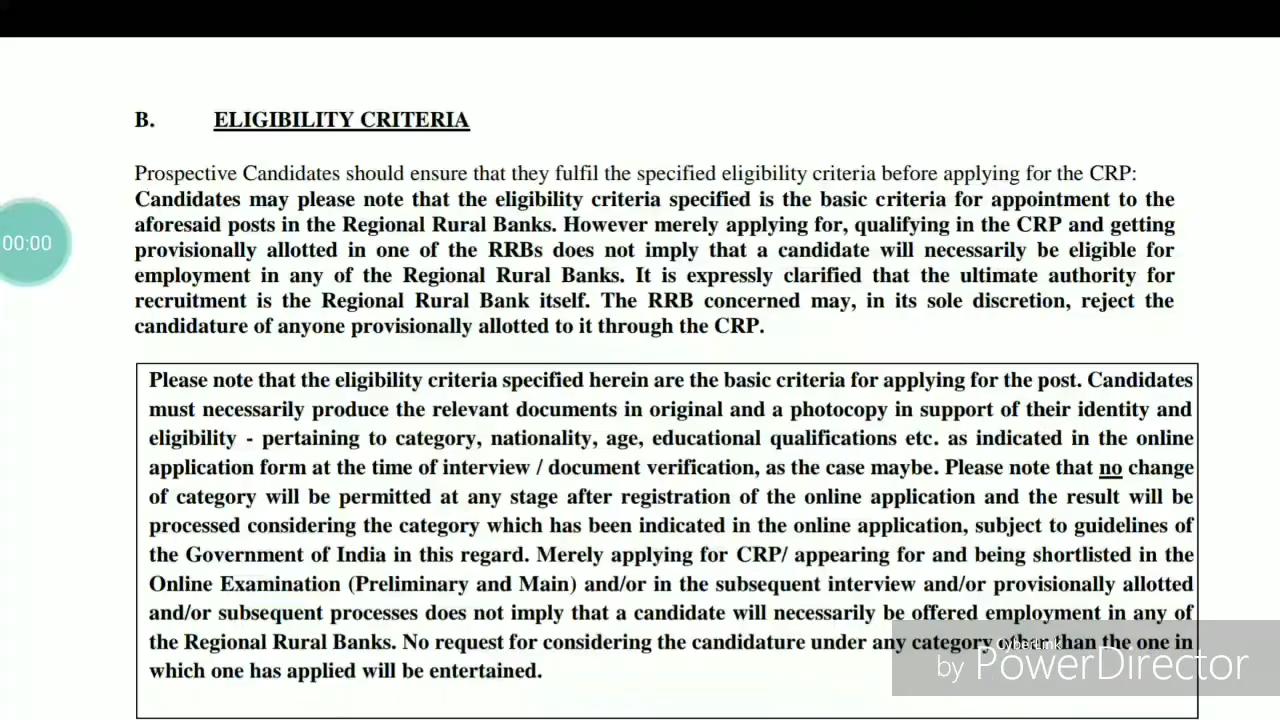 B. ELIGIBILITY CRITERIA
Prospective Candidates should ensure that they fulfil the specified eligibility criteria before applying for the CRP:
Candidates may please note that the eligibility criteria specified is the basic criteria for appointment to the
aforesaid posts in the Regional Rural Banks. However merely applying for, qualifying in the CRP and getting
provisionally allotted in one of the RRBs does not imply that a candidate will necessarily be eligible for
employment in any of the Regional Rural Banks. It is expressly clarified that the ultimate authority for
recruitment is the Regional Rural Bank itself. The RRB concerned may, in its sole discretion, reject the
candidature of anyone provisionally allotted to it through the CRP.
00:00
Please note that the eligibility criteria specified herein are the basic criteria for applying for the post. Candidates
must necessarily produce the relevant documents in original and a photocopy in support of their identity and
eligibility - pertaining to category, nationality, age, educational qualifications etc. as indicated in the online
application form at the time of interview / document verification, as the case maybe. Please note that no change
of category will be permitted at any stage after registration of the online application and the result will be
processed considering the category which has been indicated in the online application, subject to guidelines of
the Government of India in this regard. Merely applying for CRP/ appearing for and being shortlisted in the
Online Examination (Preliminary and Main) and/or in the subsequent interview and/or provisionally allotted
and/or subsequent processes does not imply that a candidate will necessarily be offered employment in any of
the Regional Rural Banks. No request for considering the candidature under any category other than the one in
which one has applied will be entertained.
CyberLink
by PowerDirector